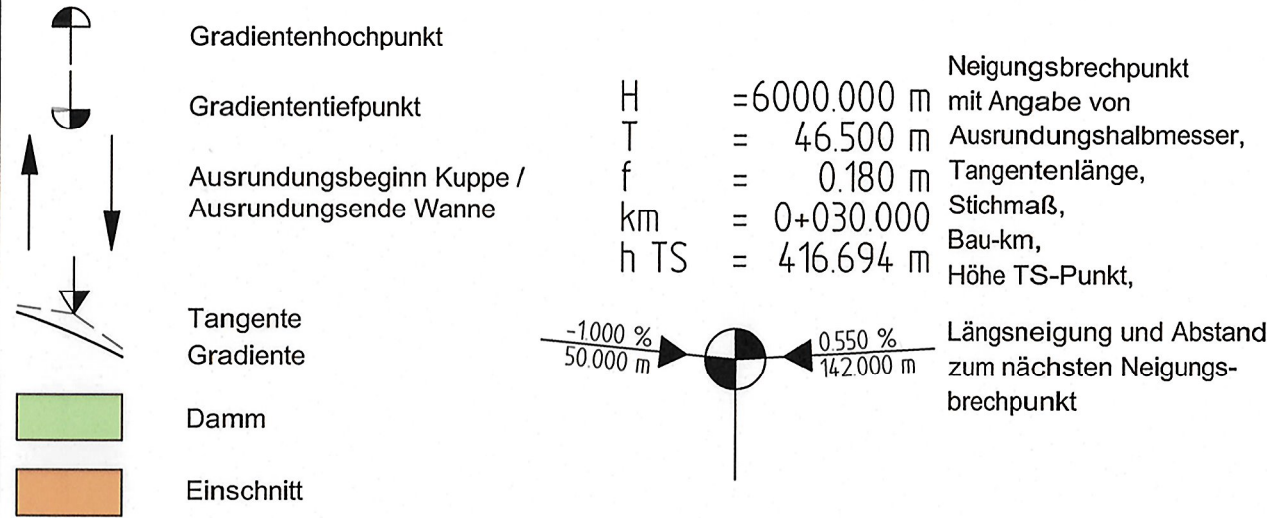 Gradientenhochpunkt
Gradiententiefpunkt
Ausrundungsbeginn Kuppe /
Ausrundungsende Wanne
Tangente
Gradiente
Damm
Einschnitt
H =6000.000 m
T = 46.500 m
f = 0.180 m
km = 0+030.000
h TS = 416.694 m
Neigungsbrechpunkt
mit Angabe von
Ausrundungshalbmesser,
Tangentenlänge,
Stichmaß,
Bau-km,
Höhe TS-Punkt,
-1.000 %
50.000 m
0.550 %
142.000 m
Längsneigung und Abstand
zum nächsten Neigungs-
brechpunkt